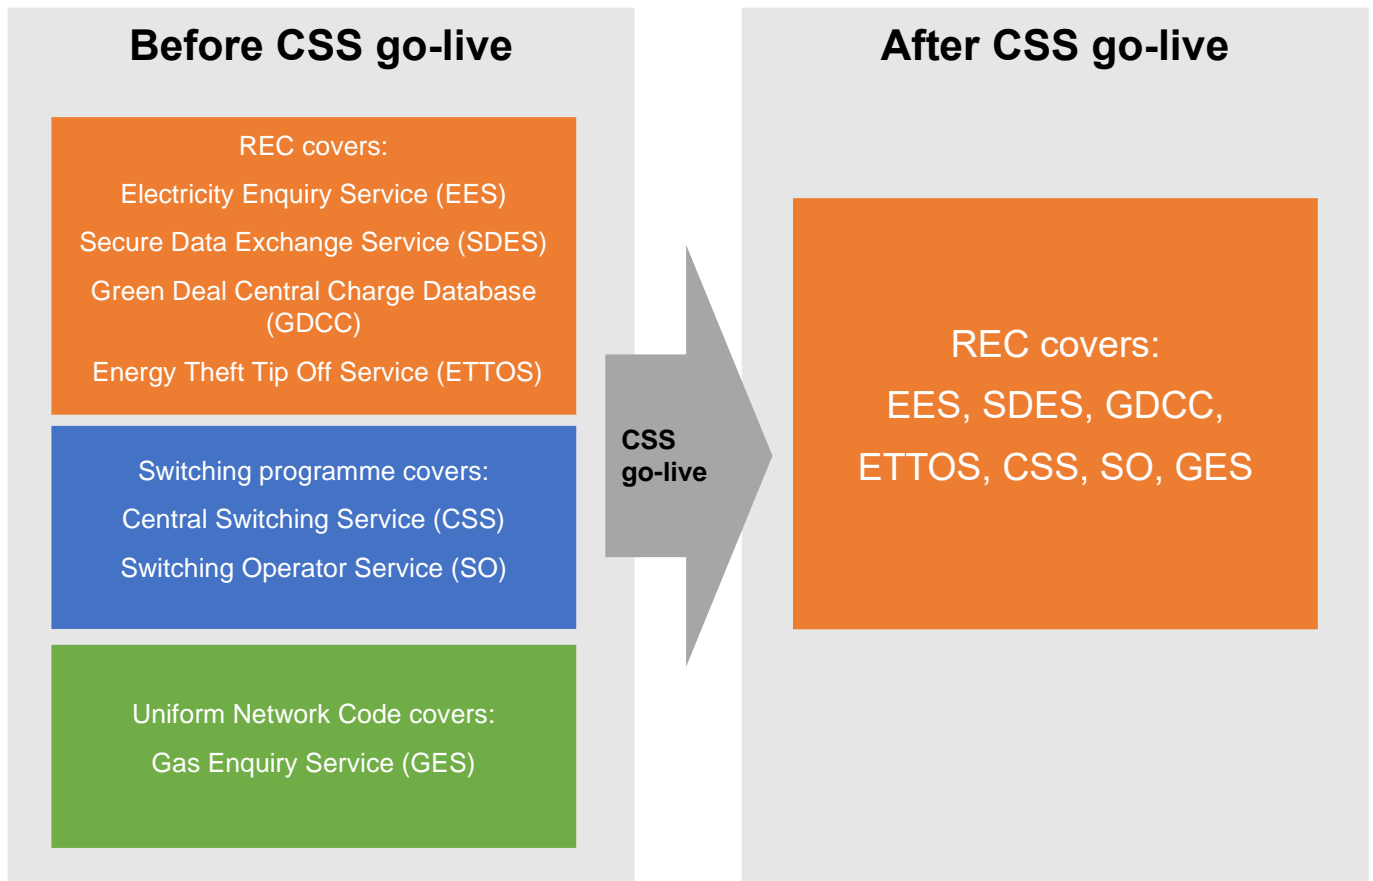 Before CSS go-live
REC covers:
Electricity Enquiry Service (EES)
Secure Data Exchange Service (SDES)
Green Deal Central Charge Database
(GDCC)
Energy Theft Tip Off Service (ETTOS)
Switching programme covers:
Central Switching Service (CSS)
Switching Operator Service (SO)
Uniform Network Code covers:
Gas Enquiry Service (GES)
CSS
go-live
After CSS go-live
REC covers:
EES, SDES, GDCC,
ETTOS, CSS, SO, GES